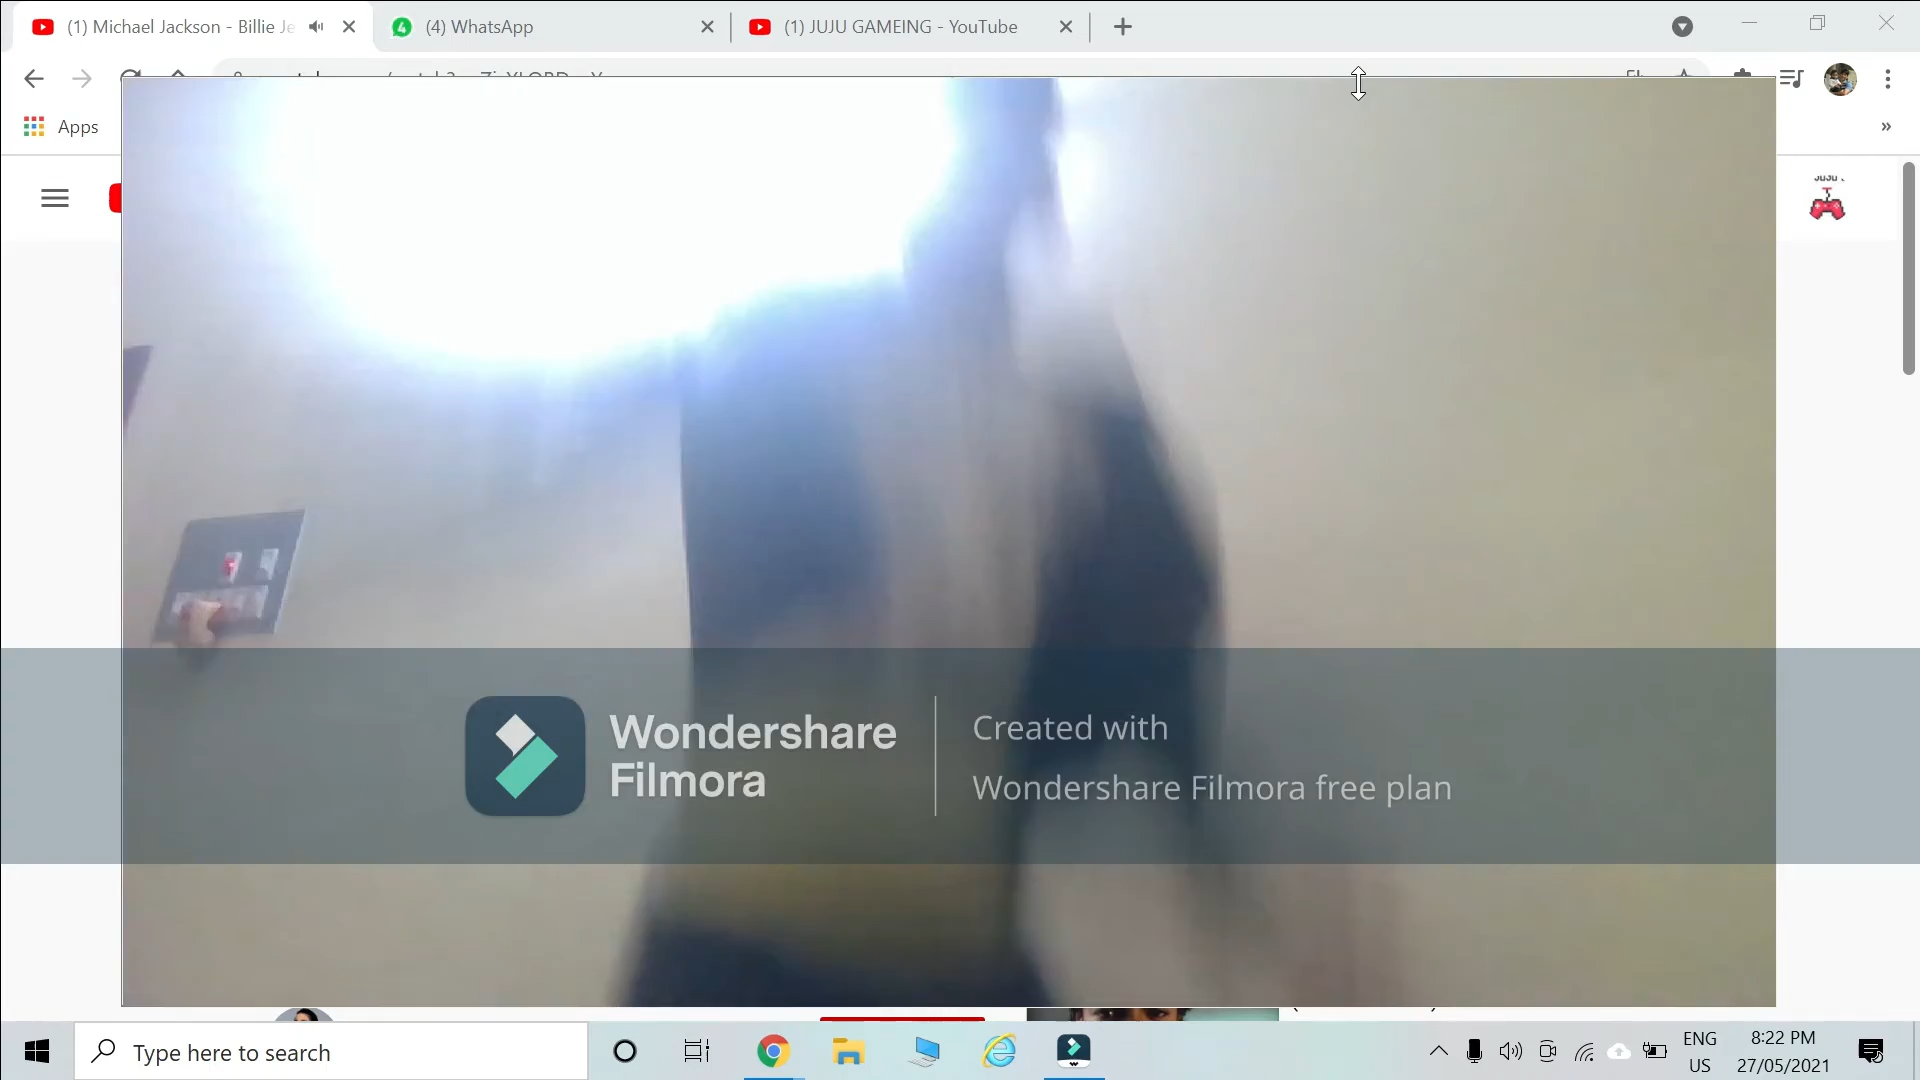 (1) Michael Jackson - Billie Je
(4) WhatsApp
(1) JUJU GAMEING - YouTube
Apps
»
Wondershare
Filmora
Created with
Wondershare Filmora free plan
Type here to search
ENG
US
8:22 PM
27/05/2021